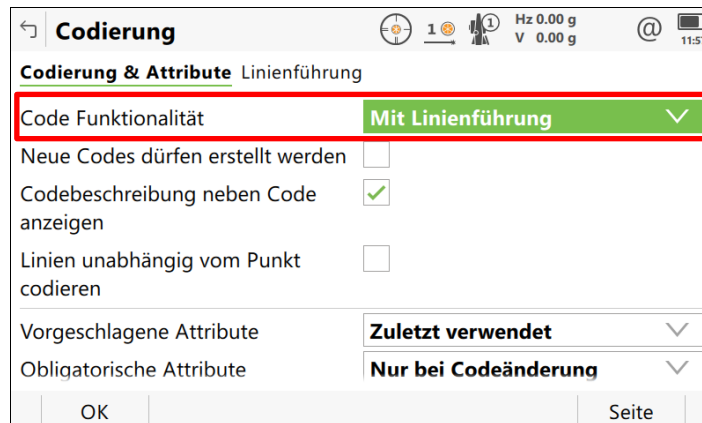 Codierung
1
1
Hz 0.00 g
V 0.00 g
@
Codierung & Attribute Linienführung
Code Funktionalität Mit Linienführung
Neue Codes dürfen erstellt werden
Codebeschreibung neben Code
anzeigen
Linien unabhängig vom Punkt
codieren
Vorgeschlagene Attribute Zuletzt verwendet
Obligatorische Attribute Nur bei Codeänderung
OK Seite